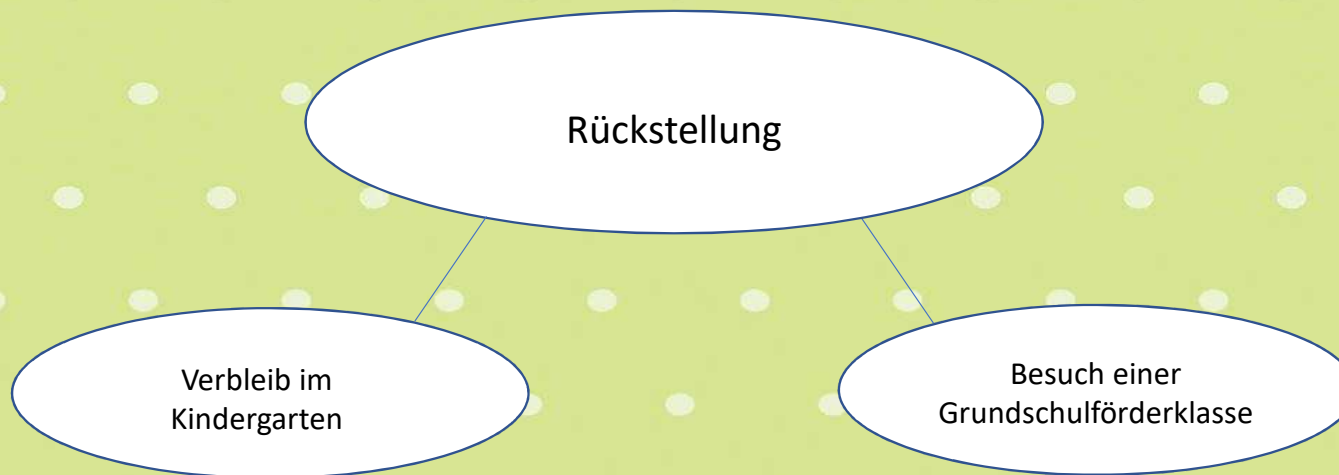 Rückstellung
Verbleib im
Kindergarten
Besuch einer
Grundschulförderklasse